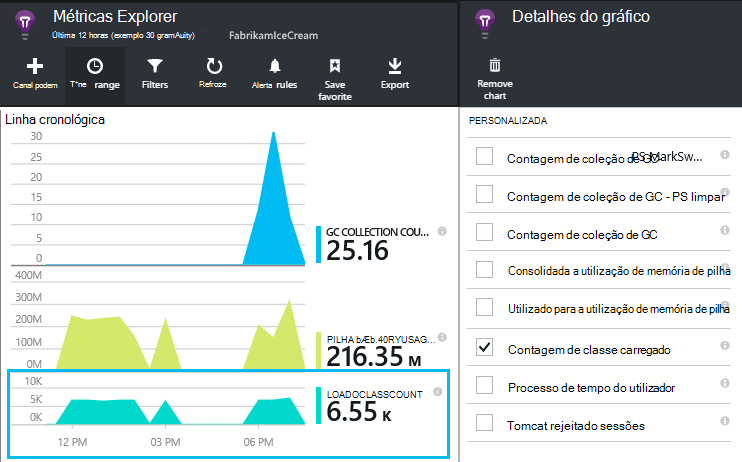 Métricas Explorer
Última 12 horas (exemplo 30 gramAuity)
FabrikamIceCream
Canal podem
T*ne range
Filters
Refroze
Alerta rules
Save favorite
Export
Linha cronológica
30
25
20
15
10
5
0
GC COLLECTION COU...
25.16
400M
300M
200M
100M
0M
PILHA bÆb.40RYUSAG...
216.35 M
10K
5K
0K
LOADOCLASSCOUNT
6.55 K
12 PM
03 PM
06 PM
Detalhes do gráfico
Remove
chart
PERSONALIZADA
Contagem de coleção de GC PS MarkSw...
Contagem de coleção de GC - PS limpar
Contagem de coleção de GC
Consolidada a utilização de memória de pilha
Utilizado para a utilização de memória de pilha
Contagem de classe carregado
Processo de tempo do utilizador
Tomcat rejeitado sessões